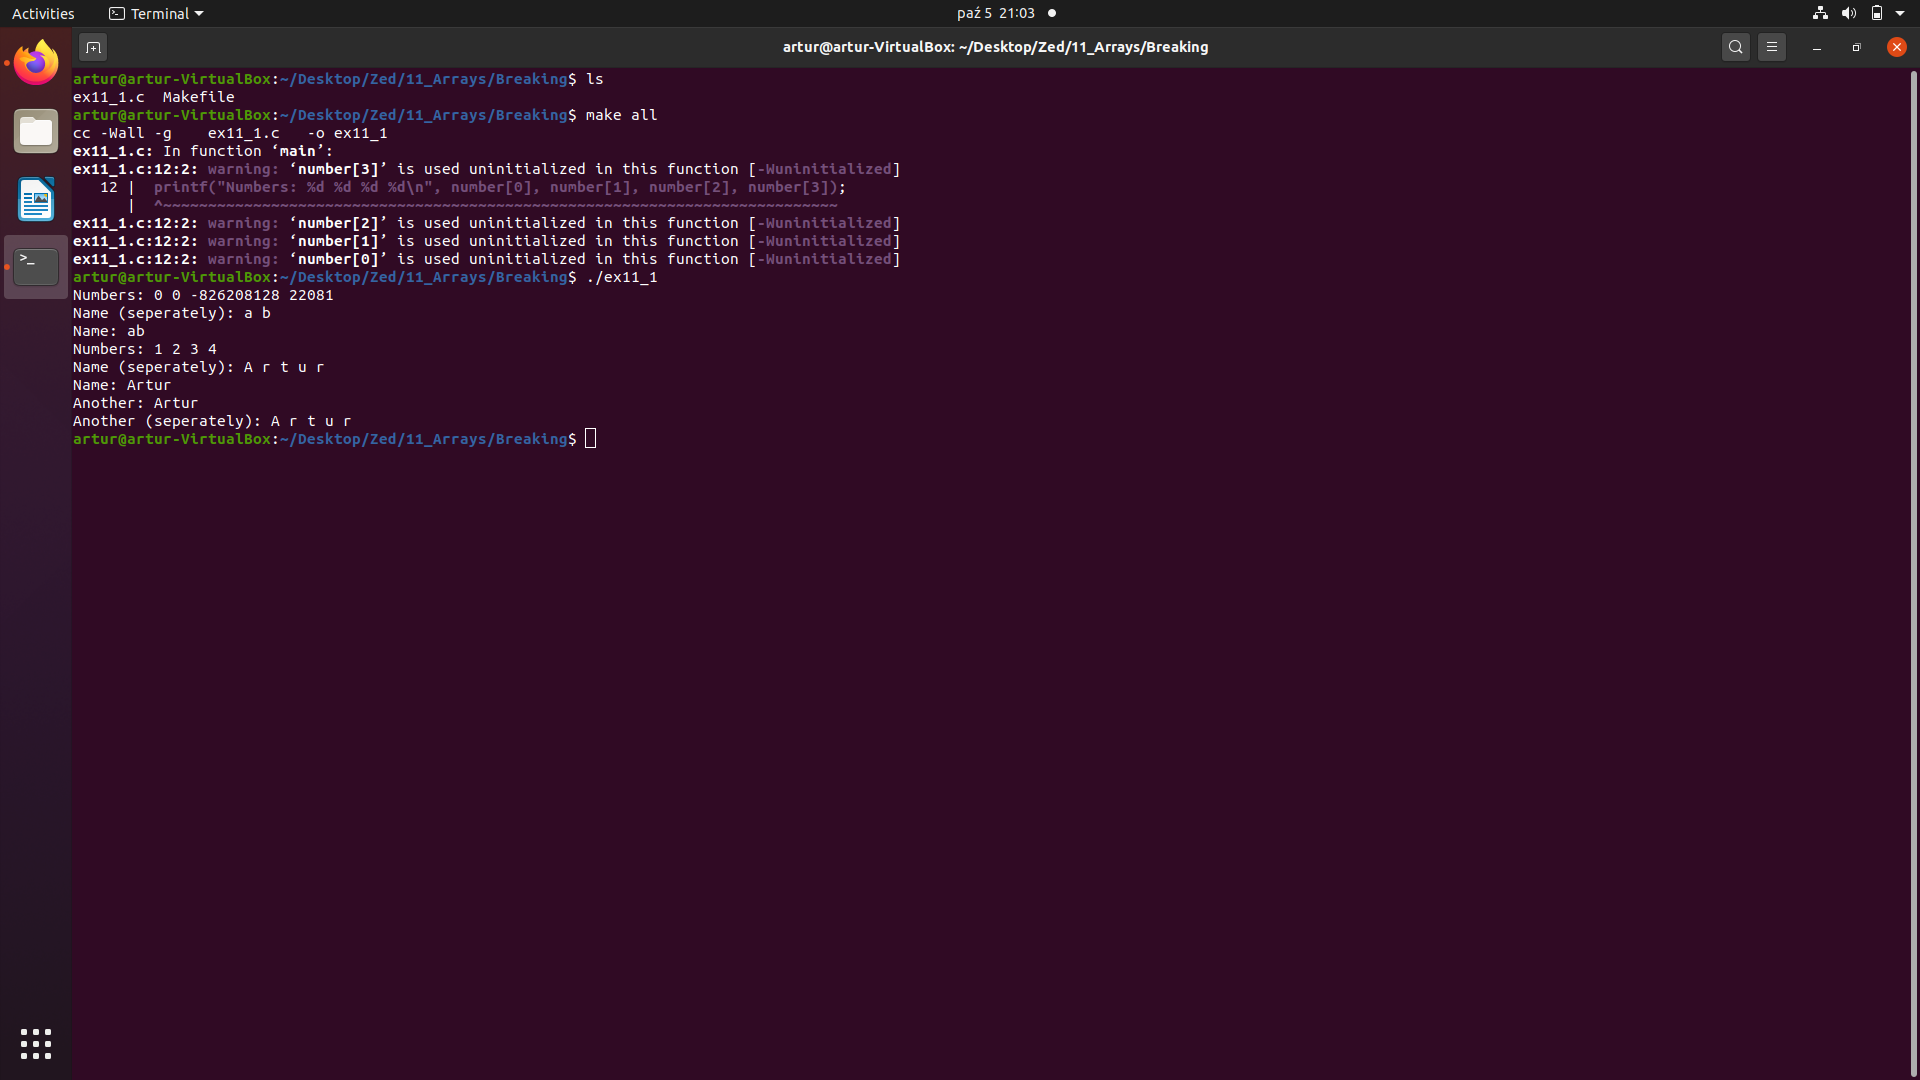 Activities
Terminal
paź 5 21:03
artur@artur-VirtualBox: ~/Desktop/Zed/11_Arrays/Breaking
artur@artur-VirtualBox:~/Desktop/Zed/11_Arrays/Breaking$ ls
ex11_1.c  Makefile
artur@artur-VirtualBox:~/Desktop/Zed/11_Arrays/Breaking$ make all
cc -Wall -g    ex11_1.c   -o ex11_1
ex11_1.c: In function ‘main’:
ex11_1.c:12:2: warning: ‘number[3]’ is used uninitialized in this function [-Wuninitialized]
   12 |  printf("Numbers: %d %d %d %d\n", number[0], number[1], number[2], number[3]);
      |  ^~~~~~~~~~~~~~~~~~~~~~~~~~~~~~~~~~~~~~~~~~~~~~~~~~~~~~~~~~~~~~~~~~~~~~~~~~~~
ex11_1.c:12:2: warning: ‘number[2]’ is used uninitialized in this function [-Wuninitialized]
ex11_1.c:12:2: warning: ‘number[1]’ is used uninitialized in this function [-Wuninitialized]
ex11_1.c:12:2: warning: ‘number[0]’ is used uninitialized in this function [-Wuninitialized]
artur@artur-VirtualBox:~/Desktop/Zed/11_Arrays/Breaking$ ./ex11_1
Numbers: 0 0 -826208128 22081
Name (seperately): a b
Name: ab
Numbers: 1 2 3 4
Name (seperately): A r t u r
Name: Artur
Another: Artur
Another (seperately): A r t u r
artur@artur-VirtualBox:~/Desktop/Zed/11_Arrays/Breaking$